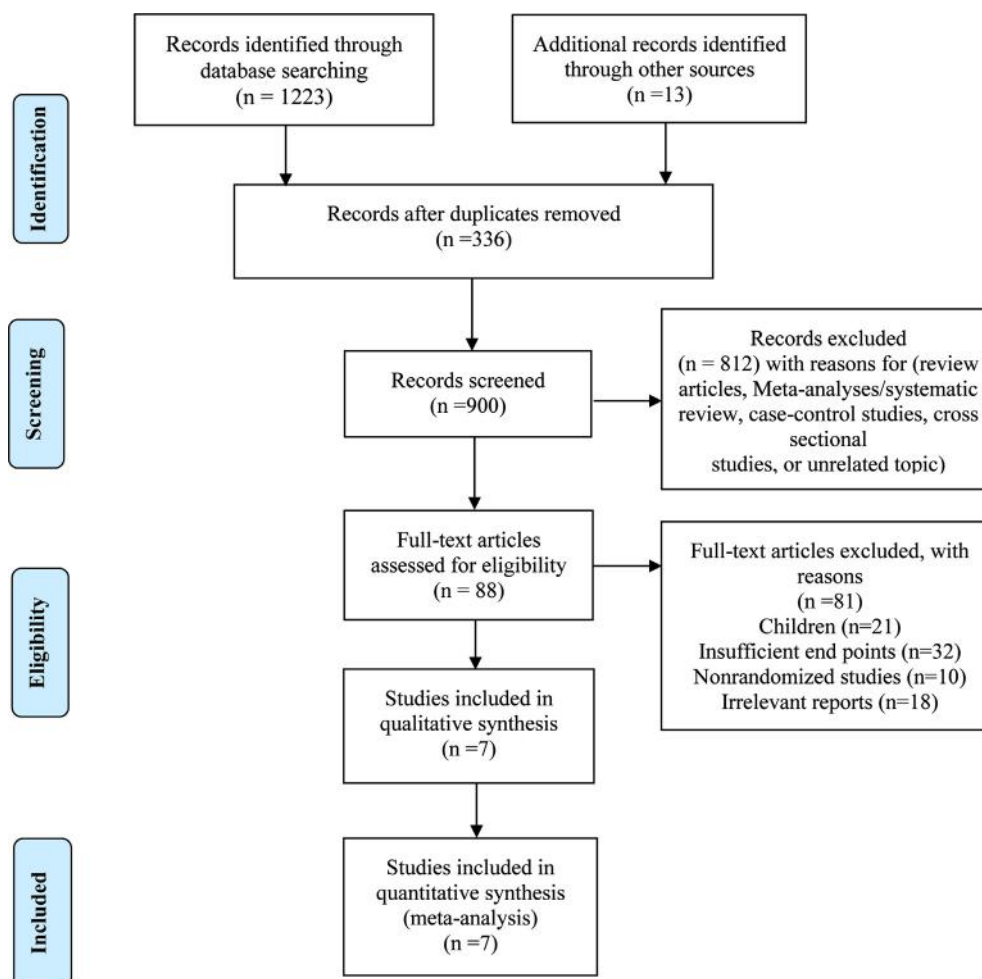 Records identified through
database searching
(n = 1223)
Additional records identified
through other sources
(n =13)
Identification
Records after duplicates removed
(n =336)
Screening
Records screened
(n =900)
Records excluded
(n = 812) with reasons for (review
articles, Meta-analyses/systematic
review, case-control studies, cross
sectional
studies, or unrelated topic)
Eligibility
Full-text articles
assessed for eligibility
(n = 88)
Full-text articles excluded, with
reasons
(n =81)
Children (n=21)
Insufficient end points (n=32)
Nonrandomized studies (n=10)
Irrelevant reports (n=18)
Studies included in
qualitative synthesis
(n =7)
Included
Studies included in
quantitative synthesis
(meta-analysis)
(n =7)